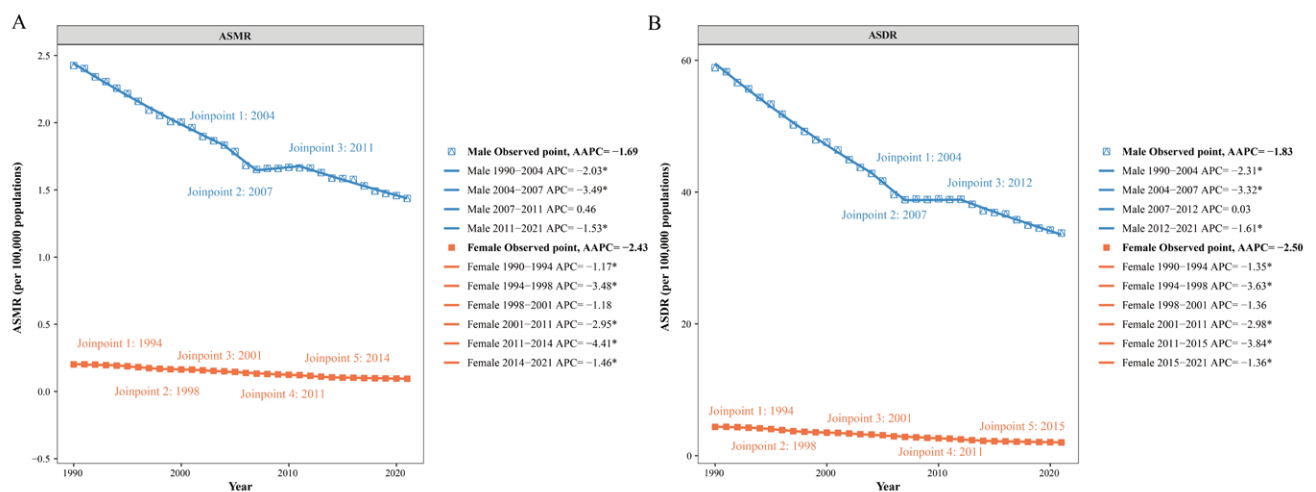 A
ASMR
ASMR (per 100,000 populations)
2.5
2.0
1.5
1.0
0.5
0.0
−0.5
1990
2000
2010
2020
Year
Joinpoint 1: 2004
Joinpoint 3: 2011
Joinpoint 2: 2007
Joinpoint 1: 1994
Joinpoint 3: 2001
Joinpoint 5: 2014
Joinpoint 2: 1998
Joinpoint 4: 2011
Male Observed point, AAPC= −1.69
Male 1990−2004 APC= −2.03*
Male 2004−2007 APC= −3.49*
Male 2007−2011 APC= 0.46
Male 2011−2021 APC= −1.53*
Female Observed point, AAPC= −2.43
Female 1990−1994 APC= −1.17*
Female 1994−1998 APC= −3.48*
Female 1998−2001 APC= −1.18
Female 2001−2011 APC= −2.95*
Female 2011−2014 APC= −4.41*
Female 2014−2021 APC= −1.46*
B
ASDR
ASDR (per 100,000 populations)
60
40
20
0
1990
2000
2010
2020
Year
Joinpoint 1: 2004
Joinpoint 3: 2012
Joinpoint 2: 2007
Joinpoint 1: 1994
Joinpoint 3: 2001
Joinpoint 5: 2015
Joinpoint 2: 1998
Joinpoint 4: 2011
Male Observed point, AAPC= −1.83
Male 1990−2004 APC= −2.31*
Male 2004−2007 APC= −3.32*
Male 2007−2012 APC= 0.03
Male 2012−2021 APC= −1.61*
Female Observed point, AAPC= −2.50
Female 1990−1994 APC= −1.35*
Female 1994−1998 APC= −3.63*
Female 1998−2001 APC= −1.36
Female 2001−2011 APC= −2.98*
Female 2011−2015 APC= −3.84*
Female 2015−2021 APC= −1.36*